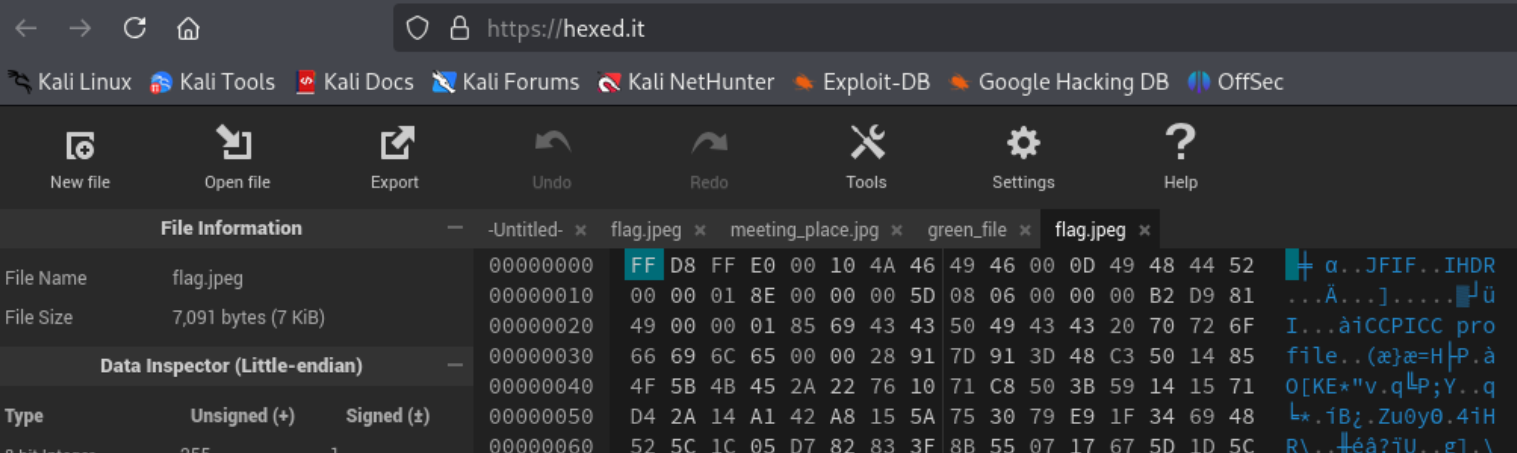 https://hexed.it
Kali Linux Kali Tools Kali Docs Kali Forums Kali NetHunter Exploit-DB Google Hacking DB OffSec
New file Open file Export Undo Redo Tools Settings Help
File Information
-Untitled- × flag.jpeg × meeting_place.jpg × green_file × flag.jpeg ×
File Name flag.jpeg
File Size 7,091 bytes (7 KiB)
Data Inspector (Little-endian)
Type Unsigned (+) Signed (±)
00000000 FF D8 FF E0 00 10 4A 46 49 46 00 0D 49 48 44 52 ╪ α..JFIF..IHDR
00000010 00 00 01 8E 00 00 00 5D 08 06 00 00 00 B2 D9 81 ...Ä...].....▓┘ü
00000020 49 00 00 01 85 69 43 43 50 49 43 43 20 70 72 6F I...àiCCPICC pro
00000030 66 69 6C 65 00 00 28 91 7D 91 3D 48 C3 50 14 85 file..(æ}æ=H├P.à
00000040 4F 5B 4B 45 2A 22 76 10 71 C8 50 3B 59 14 15 71 O[KE*"v.q╚P;Y..q
00000050 D4 2A 14 A1 42 A8 15 5A 75 30 79 E9 1F 34 69 48 ╘*.íB¿.Zu0yΘ.4iH
00000060 52 5C 1C 05 D7 82 83 3F 8B 55 07 17 67 5D 1D 5C R\..╫éâ?ïU..g].\